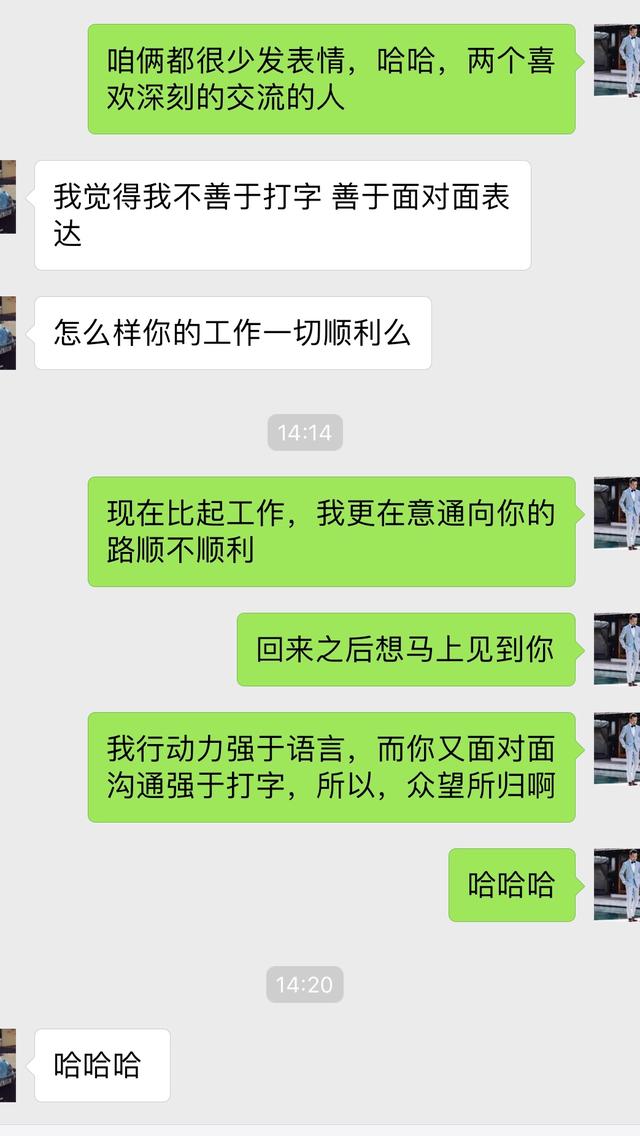 咱俩都很少发表情，哈哈，两个喜
欢深刻的交流的人
我觉得我不善于打字 善于面对面表
达
怎么样你的工作一切顺利么
14:14
现在比起工作，我更在意通向你的
路顺不顺利
回来之后想马上见到你
我行动力强于语言，而你又面对面
沟通强于打字，所以，众望所归啊
哈哈哈
14:20
哈哈哈